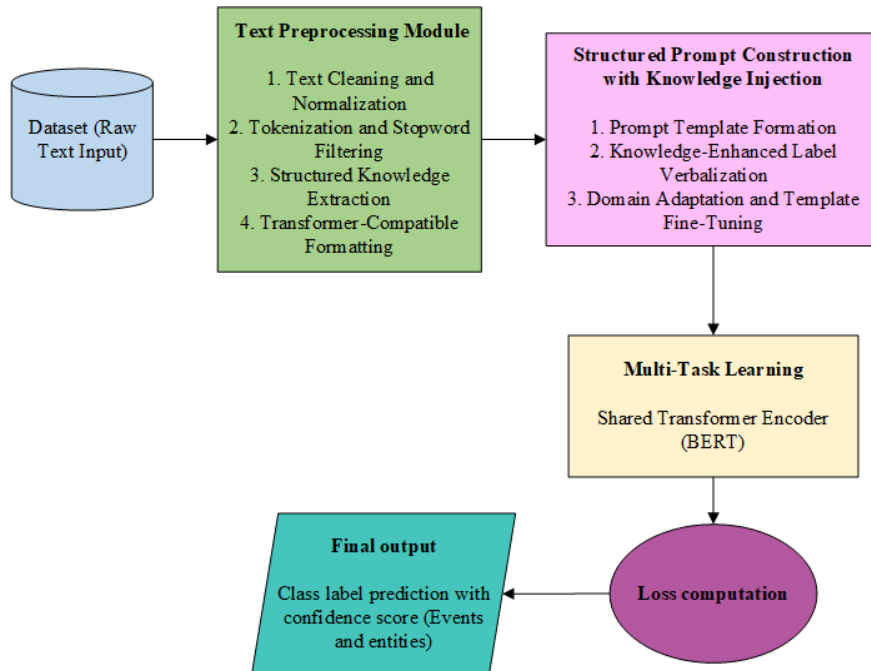 Dataset (Raw
Text Input)
Text Preprocessing Module
1. Text Cleaning and
Normalization
2. Tokenization and Stopword
Filtering
3. Structured Knowledge
Extraction
4. Transformer-Compatible
Formatting
Structured Prompt Construction
with Knowledge Injection
1. Prompt Template Formation
2. Knowledge-Enhanced Label
Verbalization
3. Domain Adaptation and Template
Fine-Tuning
Multi-Task Learning
Shared Transformer Encoder
(BERT)
Loss computation
Final output
Class label prediction with
confidence score (Events
and entities)